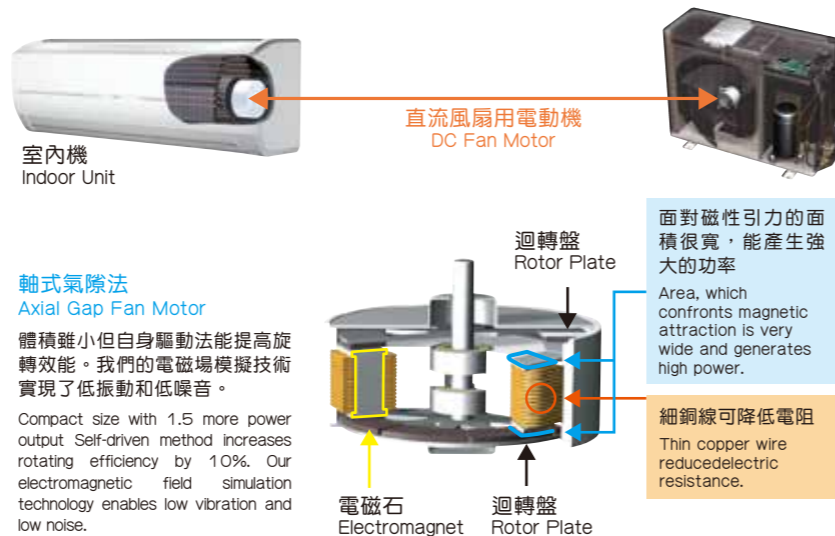 直流風扇用電動機
DC Fan Motor
室內機
Indoor Unit
軸式氣隙法
Axial Gap Fan Motor
體積雖小但自身驅動法能提高旋
轉效能。我們的電磁場模擬技術
實現了低振動和低噪音。
Compact size with 1.5 more power
output Self-driven method increases
rotating efficiency by 10%. Our
electromagnetic field simulation
technology enables low vibration and
low noise.
迴轉盤
Rotor Plate
電磁石
Electromagnet
迴轉盤
Rotor Plate
面對磁性引力的面
積很寬，能產生強
大的功率
Area, which
confronts magnetic
attraction is very
wide and generates
high power.
細銅線可降低電阻
Thin copper wire
reducedelectric
resistance.